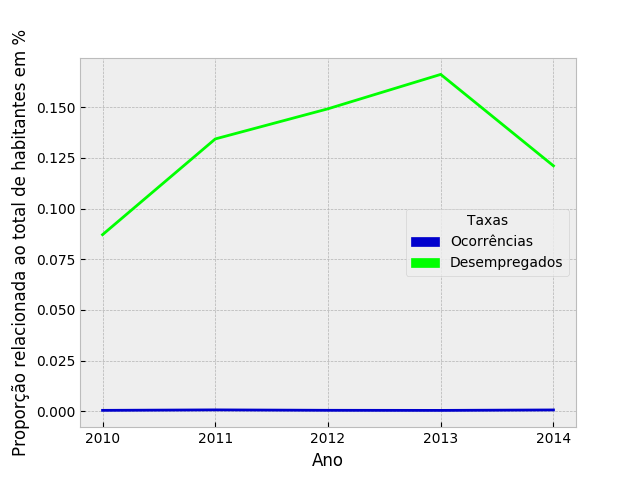 Proporção relacionada ao total de habitantes em %
0.150
0.125
0.100
0.075
0.050
0.025
0.000
Taxas
Ocorrências
Desempregados
2010 2011 2012 2013 2014
Ano